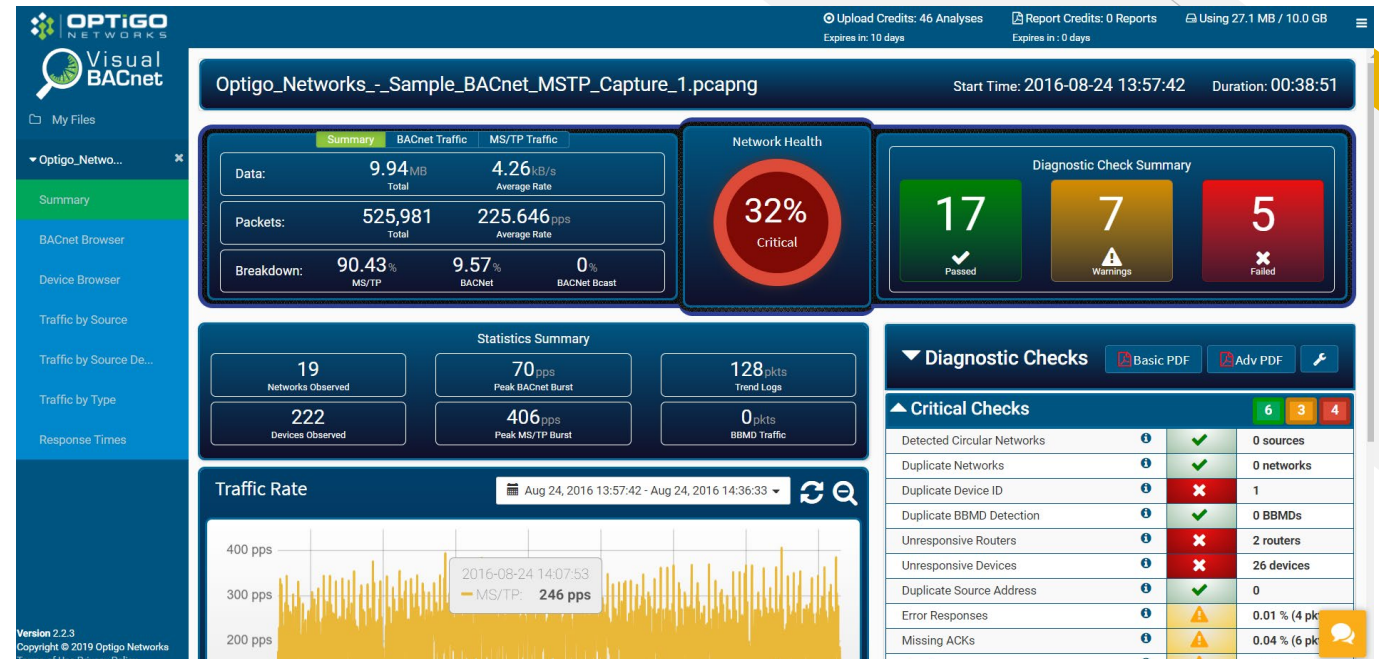 OPTIGO
NETWORKS
Upload Credits: 46 Analyses
Expires in: 10 days
Report Credits: 0 Reports
Expires in : 0 days
Using 27.1 MB / 10.0 GB
Visual
BACnet
My Files
Optigo_Netwo...
Summary
BACnet Browser
Device Browser
Traffic by Source
Traffic by Source De...
Traffic by Type
Response Times
Version 2.2.3
Copyright © 2019 Optigo Networks
Optigo_Networks_-_Sample_BACnet_MSTP_Capture_1.pcapng
Start Time: 2016-08-24 13:57:42
Duration: 00:38:51
Summary BACnet Traffic MS/TP Traffic
Data: 9.94MB 4.26kB/s
Total Average Rate
Packets: 525,981 225.646pps
Total Average Rate
Breakdown: 90.43% 9.57% 0%
MS/TP BACNet BACNet Bcast
Network Health
32%
Critical
Diagnostic Check Summary
17 7 5
Passed Warnings Failed
Statistics Summary
19 70pps 128pkts
Networks Observed Peak BACnet Burst Trend Logs
222 406pps 0pkts
Devices Observed Peak MS/TP Burst BBMD Traffic
Traffic Rate
Aug 24, 2016 13:57:42 - Aug 24, 2016 14:36:33
400 pps
300 pps
200 pps
2016-08-24 14:07:53
MS/TP: 246 pps
Diagnostic Checks Basic PDF Adv PDF
Critical Checks 6 3 4
Detected Circular Networks 0 sources
Duplicate Networks 0 networks
Duplicate Device ID 1
Duplicate BBMD Detection 0 BBMDs
Unresponsive Routers 2 routers
Unresponsive Devices 26 devices
Duplicate Source Address 0
Error Responses 0.01 % (4 pk
Missing ACKs 0.04 % (6 pk